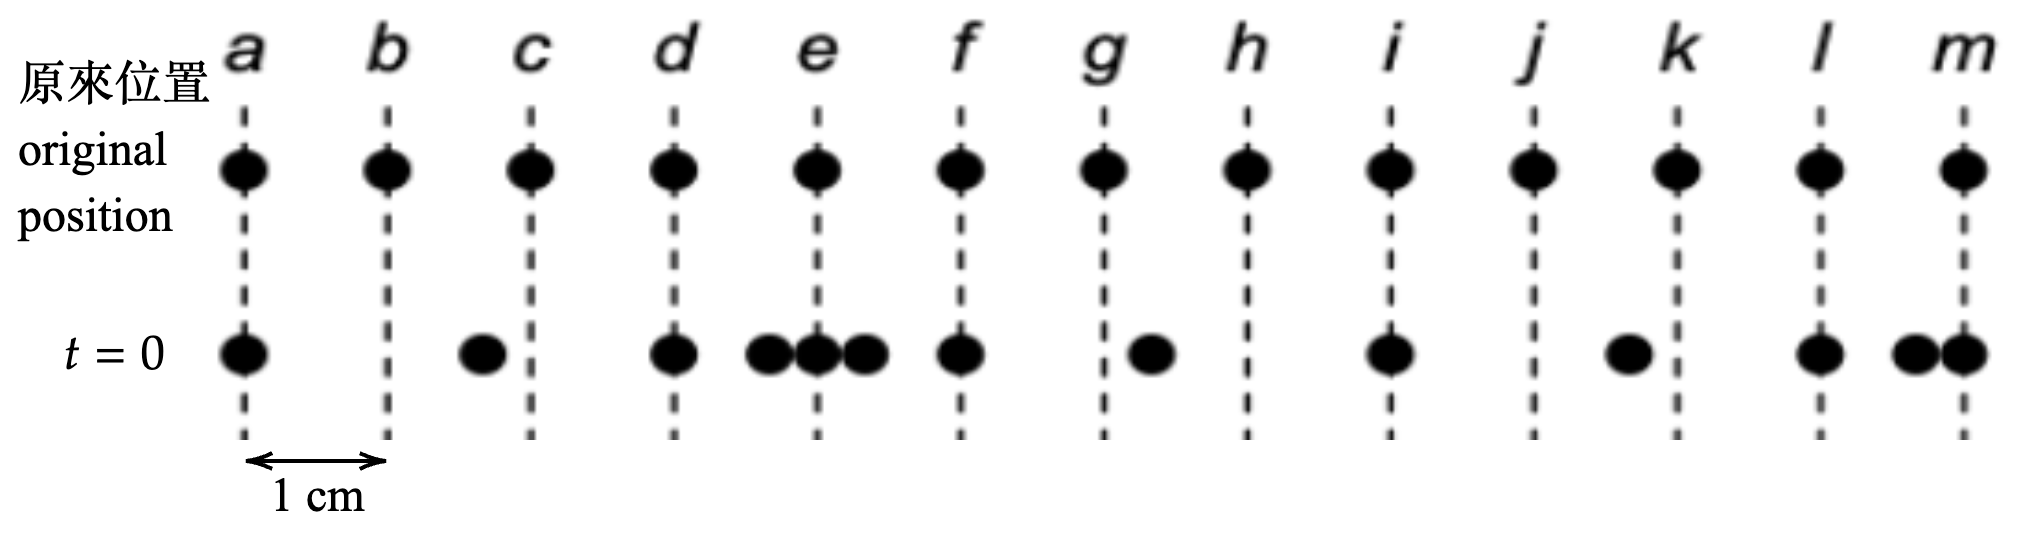 a b c d e f g h i j k l m
原來位置
original
position
t = 0
1 cm